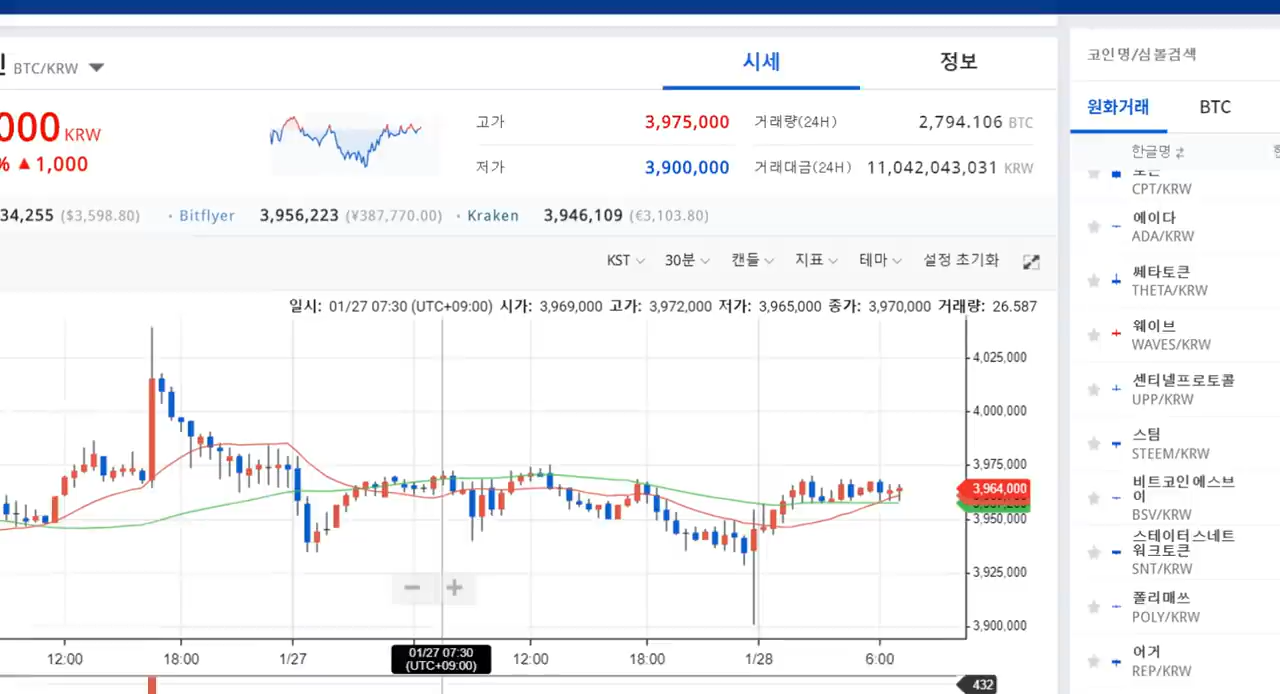 BTC/KRW
시세
정보
000 KRW
% ▲ 1,000
고가 3,975,000
거래량(24H) 2,794.106 BTC
저가 3,900,000
거래대금(24H) 11,042,043,031 KRW
34,255 ($3,598.80) · Bitflyer 3,956,223 (¥387,770.00) · Kraken 3,946,109 (€3,103.80)
KST 30분 캔들 지표 테마 설정 초기화
일시: 01/27 07:30 (UTC+09:00) 시가: 3,969,000 고가: 3,972,000 저가: 3,965,000 종가: 3,970,000 거래량: 26.587
4,025,000
4,000,000
3,975,000
3,964,000
3,950,000
3,925,000
3,900,000
12:00 18:00 1/27 01/27 07:30 (UTC+09:00) 12:00 18:00 1/28 6:00
432
코인명/심볼검색
원화거래 BTC
한글명
CPT/KRW
에이다
ADA/KRW
쎄타토큰
THETA/KRW
웨이브
WAVES/KRW
센티넬프로토콜
UPP/KRW
스팀
STEEM/KRW
비트코인에스브
이
BSV/KRW
스테이터스네트
워크토큰
SNT/KRW
폴리매쓰
POLY/KRW
어거
REP/KRW